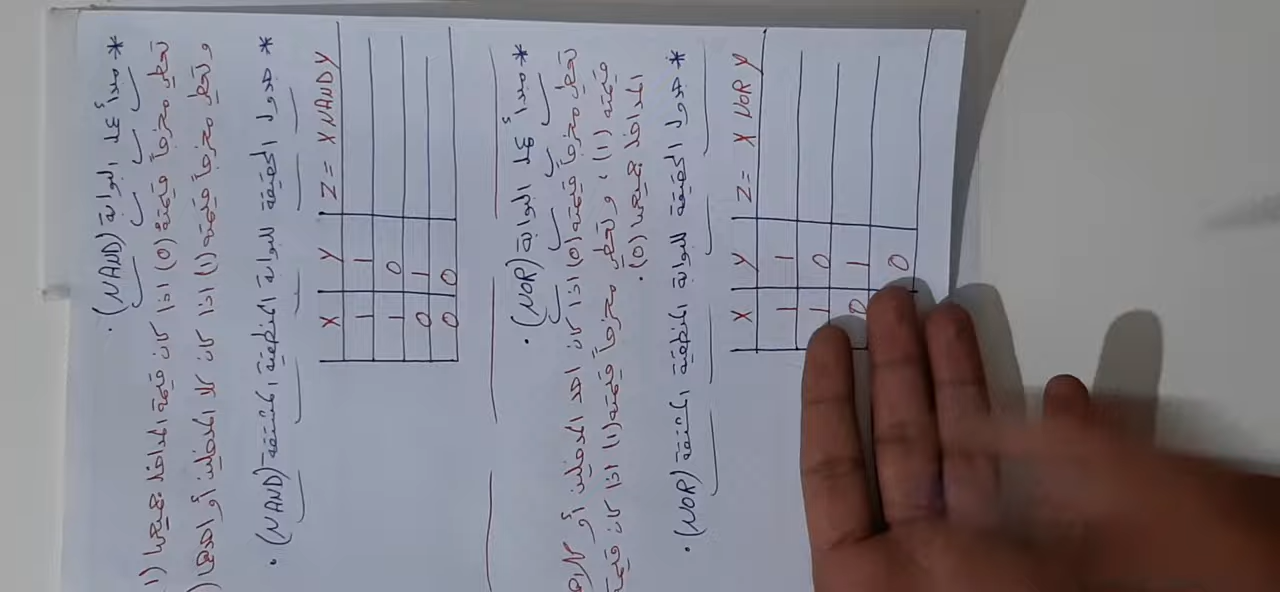 * مبدأ عمل البوابة (NAND).
تعطي مخرجاً قيمته (0) اذا كان قيمة المداخل جميعها (1
وتعطي مخرجاً قيمته (1) اذا كان كلا المدخلين أو احدهما
* جدول الحقيقة للبوابة المنطقية المشتقة (NAND).
X Y Z = X NAND Y
1 1
1 0
0 1
0 0
* مبدأ عمل البوابة (NOR).
تعطي مخرجاً قيمته (0) اذا كان احد المدخلين أو كلاهما
قيمته (1)، وتعطي مخرجاً قيمته (1) اذا كان قيمة
المداخل جميعها (0).
* جدول الحقيقة للبوابة المنطقية المشتقة (NOR).
X Y Z = X NOR Y
1 1
1 0
0 1
0